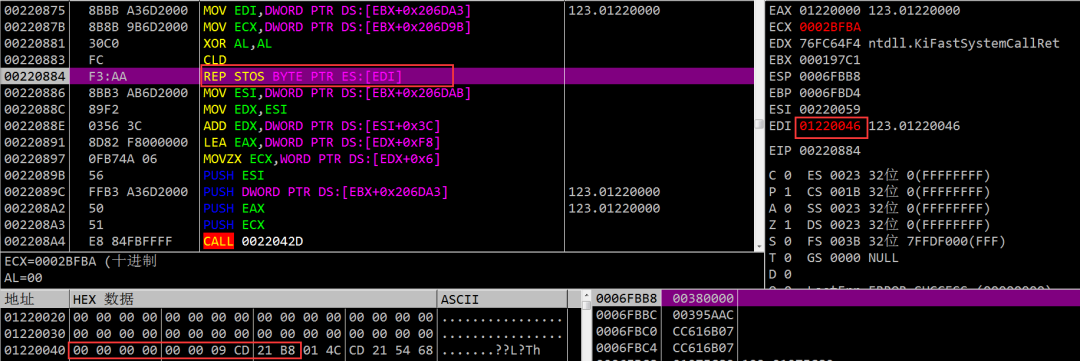 00220875 8BBB A36D2000 MOV EDI,DWORD PTR DS:[EBX+0x206DA3] 123.01220000
0022087B 8B8B 9B6D2000 MOV ECX,DWORD PTR DS:[EBX+0x206D9B]
00220881 30C0 XOR AL,AL
00220883 FC CLD
00220884 F3:AA REP STOS BYTE PTR ES:[EDI]
00220886 8BB3 AB6D2000 MOV ESI,DWORD PTR DS:[EBX+0x206DAB]
0022088C 89F2 MOV EDX,ESI
0022088E 0356 3C ADD EDX,DWORD PTR DS:[ESI+0x3C]
00220891 8D82 F8000000 LEA EAX,DWORD PTR DS:[EDX+0xF8]
00220897 0FB74A 06 MOVZX ECX,WORD PTR DS:[EDX+0x6]
0022089B 56 PUSH ESI
0022089C FFB3 A36D2000 PUSH DWORD PTR DS:[EBX+0x206DA3] 123.01220000
002208A2 50 PUSH EAX 123.01220000
002208A3 51 PUSH ECX
002208A4 E8 84FBFFFF CALL 0022042D
ECX=0002BFBA (十进制
AL=00
EAX 01220000 123.01220000
ECX 0002BFBA
EDX 76FC64F4 ntdll.KiFastSystemCallRet
EBX 000197C1
ESP 0006FBB8
EBP 0006FBD4
ESI 00220059
EDI 01220046 123.01220046
EIP 00220884
C 0 ES 0023 32位 0(FFFFFFFF)
P 1 CS 001B 32位 0(FFFFFFFF)
A 0 SS 0023 32位 0(FFFFFFFF)
Z 1 DS 0023 32位 0(FFFFFFFF)
S 0 FS 003B 32位 7FFDF000(FFF)
T 0 GS 0000 NULL
D 0
地址 HEX 数据 ASCII
01220020 00 00 00 00 00 00 00 00 00 00 00 00 00 00 00 00 ................
01220030 00 00 00 00 00 00 00 00 00 00 00 00 00 00 00 00 ................
01220040 00 00 00 00 00 00 09 CD 21 B8 01 4C CD 21 54 68 .......??L?Th
0006FBB8 00380000
0006FBBC 00395AAC
0006FBC0 CC616B07
0006FBC4 CC616B07